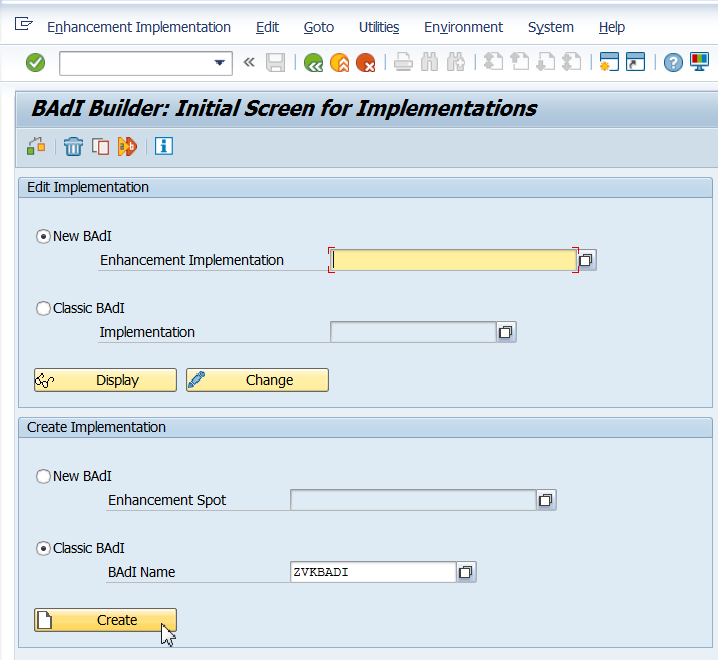 Enhancement Implementation Edit Goto Utilities Environment System Help
BAdI Builder: Initial Screen for Implementations
Edit Implementation
New BAdI
Enhancement Implementation
Classic BAdI
Implementation
Display Change
Create Implementation
New BAdI
Enhancement Spot
Classic BAdI
BAdI Name ZVKBADI
Create